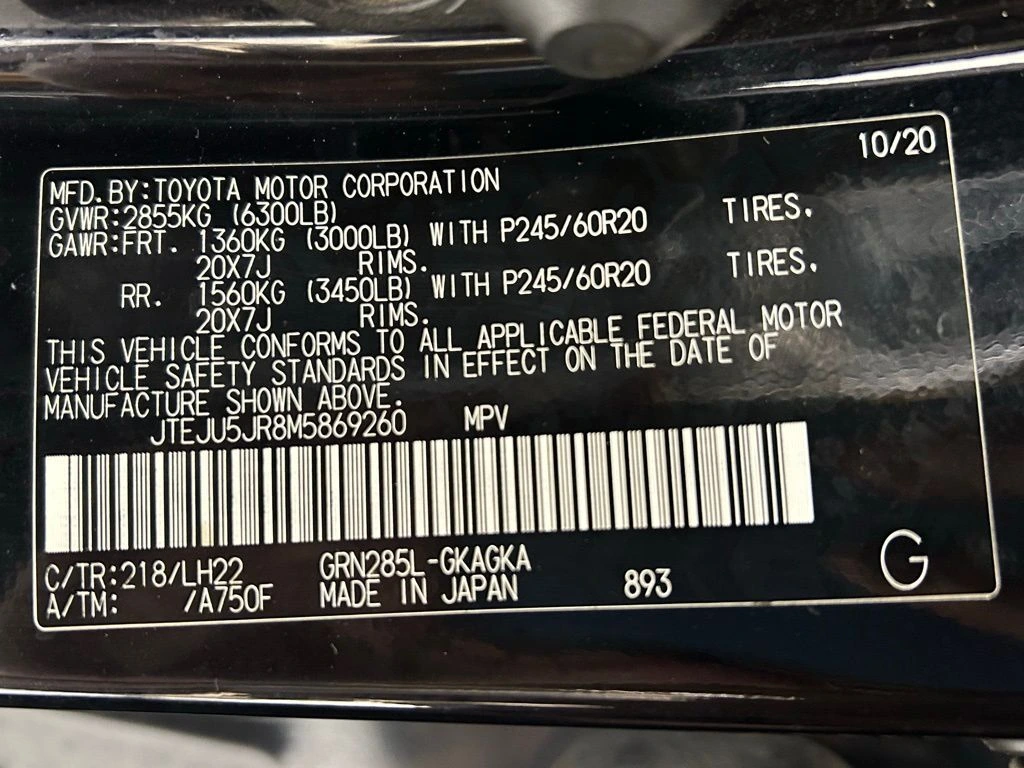 10/20
MFD.BY:TOYOTA MOTOR CORPORATION
GVWR:2855KG (6300LB)
GAWR:FRT. 1360KG (3000LB) WITH P245/60R20 TIRES.
20X7J RIMS.
RR. 1560KG (3450LB) WITH P245/60R20 TIRES.
20X7J RIMS.
THIS VEHICLE CONFORMS TO ALL APPLICABLE FEDERAL MOTOR
VEHICLE SAFETY STANDARDS IN EFFECT ON THE DATE OF
MANUFACTURE SHOWN ABOVE.
JTEJU5JR8M5869260 MPV
C/TR:218/LH22 GRN285L-GKAGKA
A/TM: /A750F MADE IN JAPAN 893
G